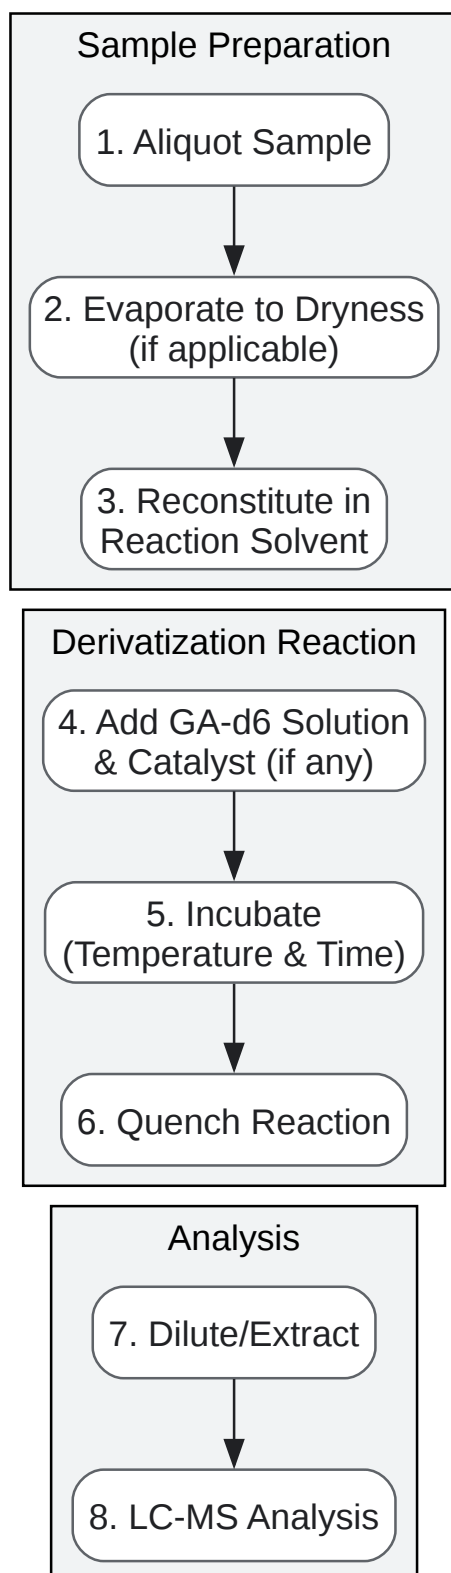 Sample Preparation
1. Aliquot Sample
2. Evaporate to Dryness
(if applicable)
3. Reconstitute in
Reaction Solvent
Derivatization Reaction
4. Add GA-d6 Solution
& Catalyst (if any)
5. Incubate
(Temperature & Time)
6. Quench Reaction
Analysis
7. Dilute/Extract
8. LC-MS Analysis